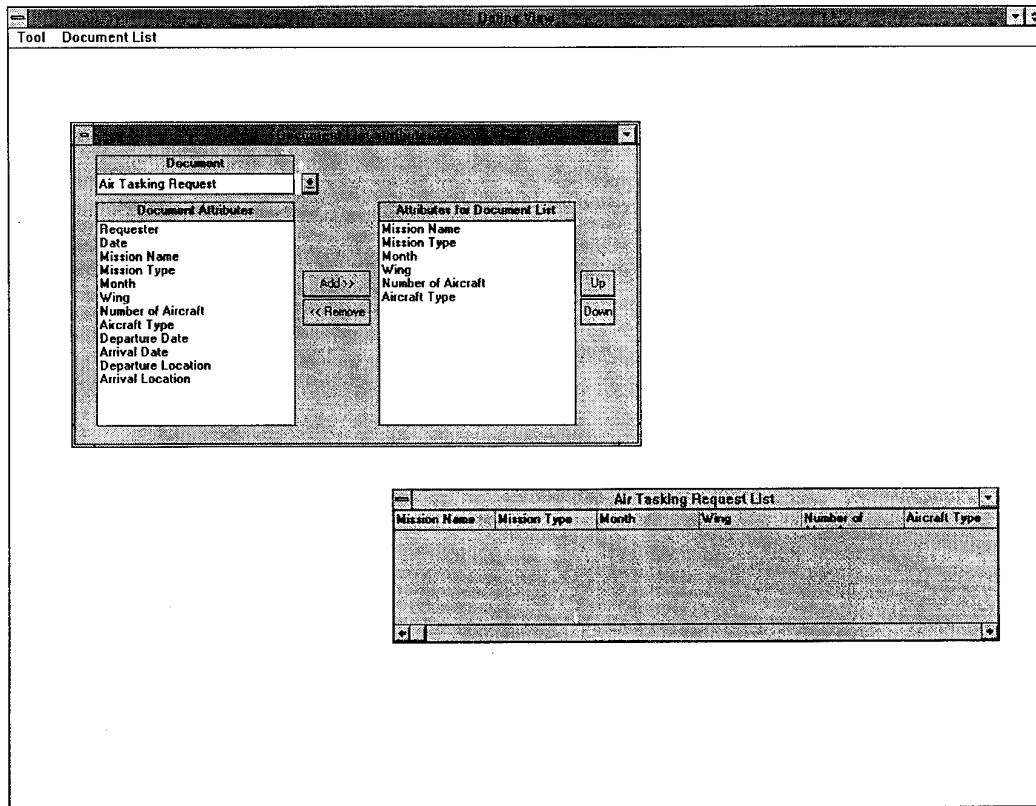 Define View
Tool Document List
Document List Attributes
Document
Air Tasking Request
Document Attributes
Requester
Date
Mission Name
Mission Type
Month
Wing
Number of Aircraft
Aircraft Type
Departure Date
Arrival Date
Departure Location
Arrival Location
Add>>
<< Remove
Attributes for Document List
Mission Name
Mission Type
Month
Wing
Number of Aircraft
Aircraft Type
Up
Down
Air Tasking Request List
Mission Name Mission Type Month Wing Number of Aircraft Type